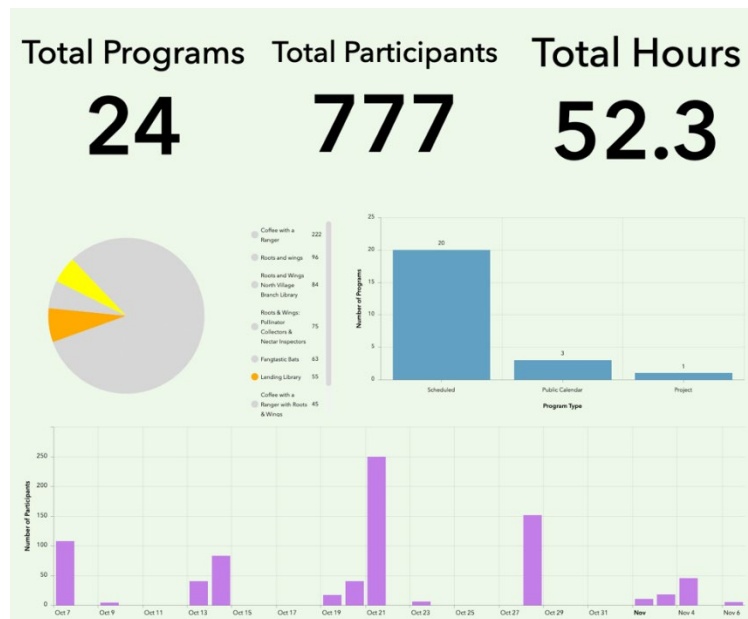 Total Programs
24
Total Participants
777
Total Hours
52.3
Coffee with a
Ranger 222
Roots and wings 96
Roots and Wings
North Village 84
Branch Library
Roots & Wings:
Pollinator 75
Collectors &
Nectar Inspectors
Fangtastic Bats 63
Lending Library 55
Coffee with a
Ranger with Roots 45
& Wings
Number of Programs
25
20
15
10
5
0
20
3
1
Scheduled
Public Calendar
Project
Program Type
Number of Participants
250
200
150
100
50
0
Oct 7
Oct 9
Oct 11
Oct 13
Oct 15
Oct 17
Oct 19
Oct 21
Oct 23
Oct 25
Oct 27
Oct 29
Oct 31
Nov
Nov 4
Nov 6